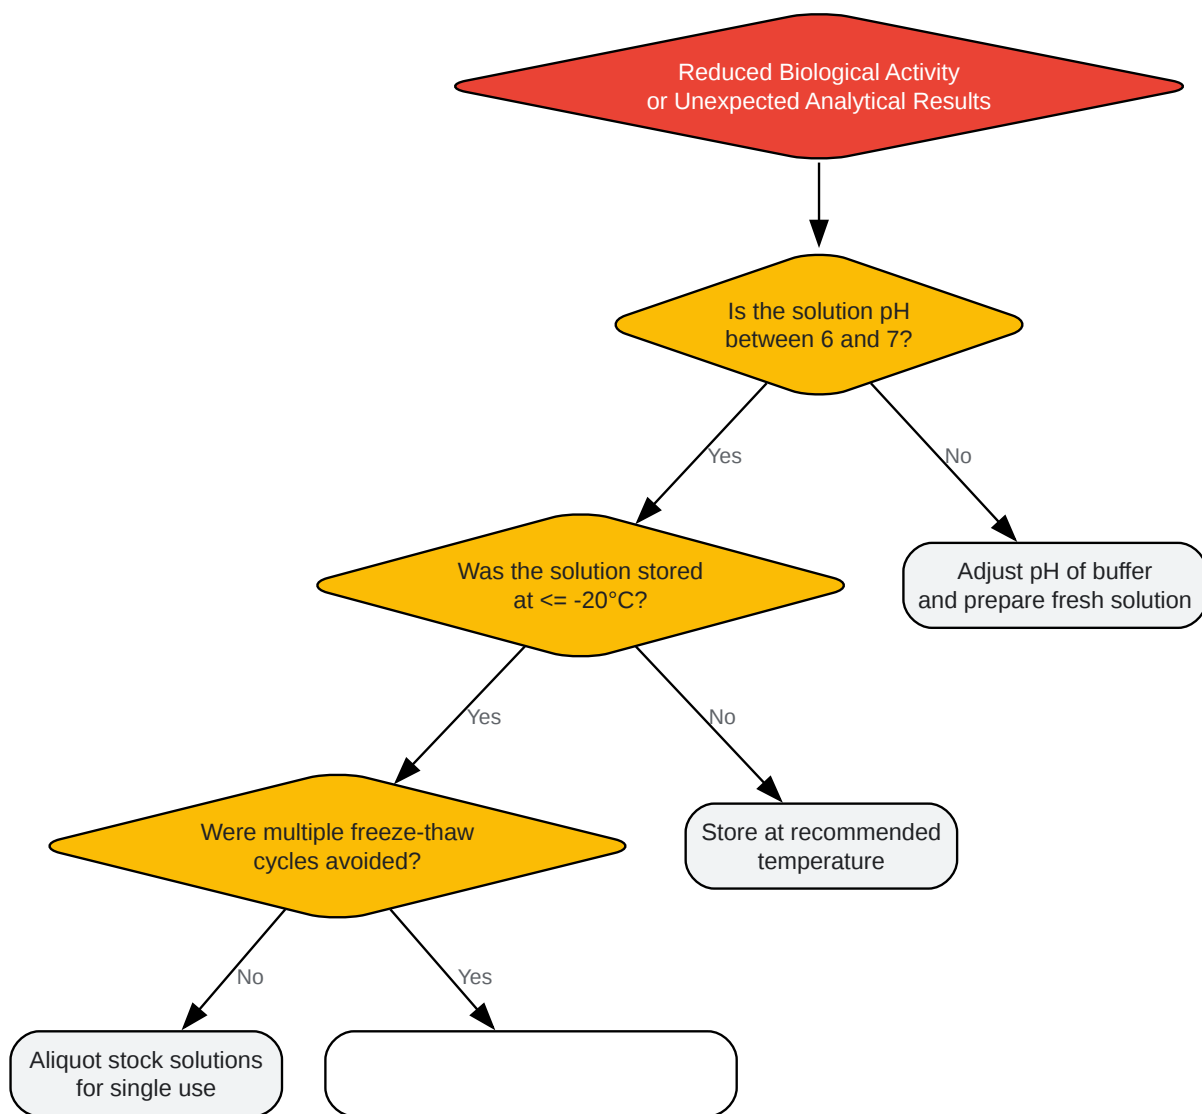 Reduced Biological Activity
or Unexpected Analytical Results
Is the solution pH
between 6 and 7?
Yes
No
Was the solution stored
at <= -20°C?
Adjust pH of buffer
and prepare fresh solution
Yes
No
Were multiple freeze-thaw
cycles avoided?
Store at recommended
temperature
No
Yes
Aliquot stock solutions
for single use